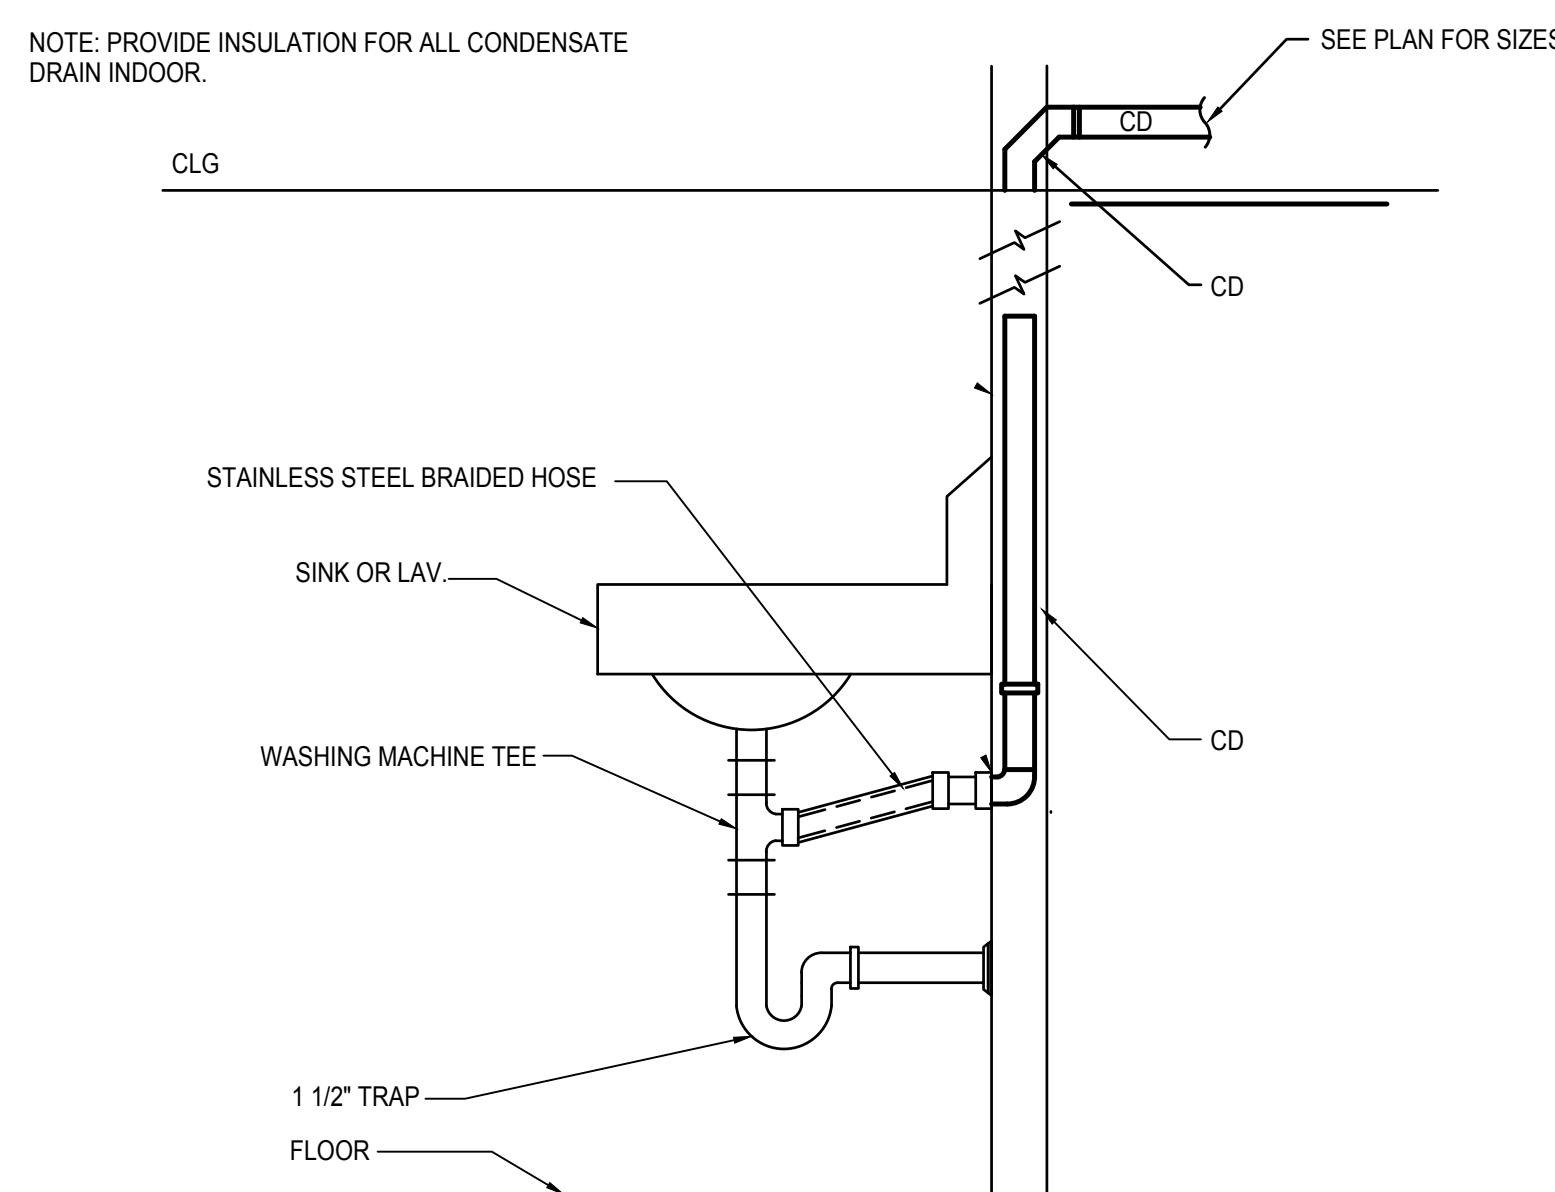 NOTE: PROVIDE INSULATION FOR ALL CONDENSATE
DRAIN INDOOR.
SEE PLAN FOR SIZES
CD
CLG
CD
STAINLESS STEEL BRAIDED HOSE
SINK OR LAV.
WASHING MACHINE TEE
CD
1 1/2" TRAP
FLOOR